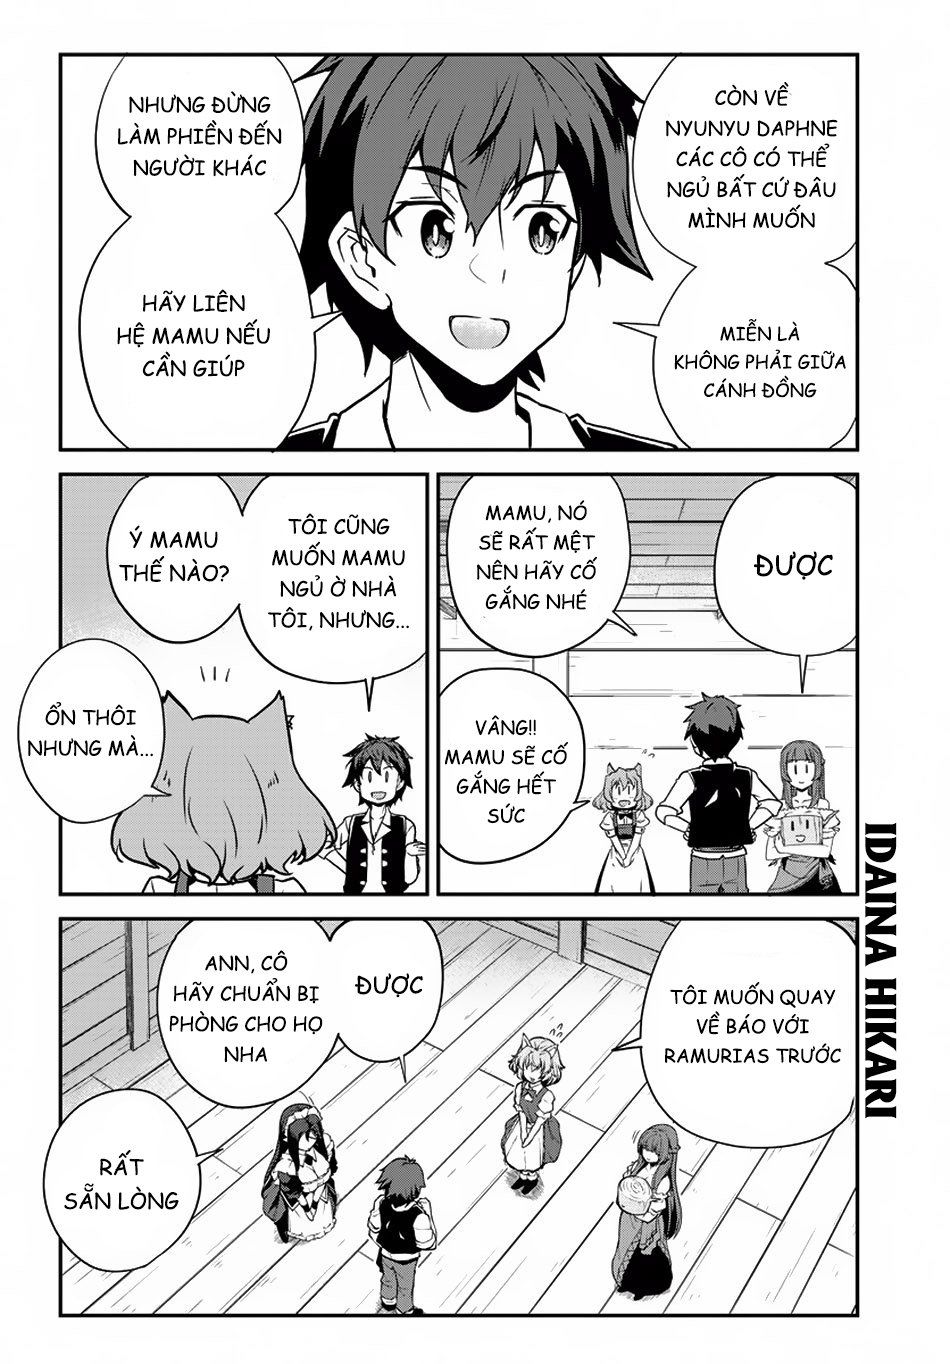 CÒN VỀ
NYUNYU DAPHNE
CÁC CÔ CÓ THỂ
NGỦ BẤT CỨ ĐÂU
MÌNH MUỐN
MIỄN LÀ
KHÔNG PHẢI GIỮA
CÁNH ĐỒNG
NHƯNG ĐỪNG
LÀM PHIỀN ĐẾN
NGƯỜI KHÁC
HÃY LIÊN
HỆ MAMU NẾU
CẦN GIÚP
ĐƯỢC
MAMU, NÓ
SẼ RẤT MỆT
NÊN HÃY CỐ
GẮNG NHÉ
VÂNG!!
MAMU SẼ CỐ
GẮNG HẾT
SỨC
TÔI CŨNG
MUỐN MAMU
NGỦ Ở NHÀ
TÔI, NHƯNG...
Ý MAMU
THẾ NÀO?
ỔN THÔI
NHƯNG MÀ...
TÔI MUỐN QUAY
VỀ BÁO VỚI
RAMURIAS TRƯỚC
ĐƯỢC
ANN, CÔ
HÃY CHUẨN BỊ
PHÒNG CHO HỌ
NHA
RẤT
SẴN LÒNG
IDAINA HIKARI